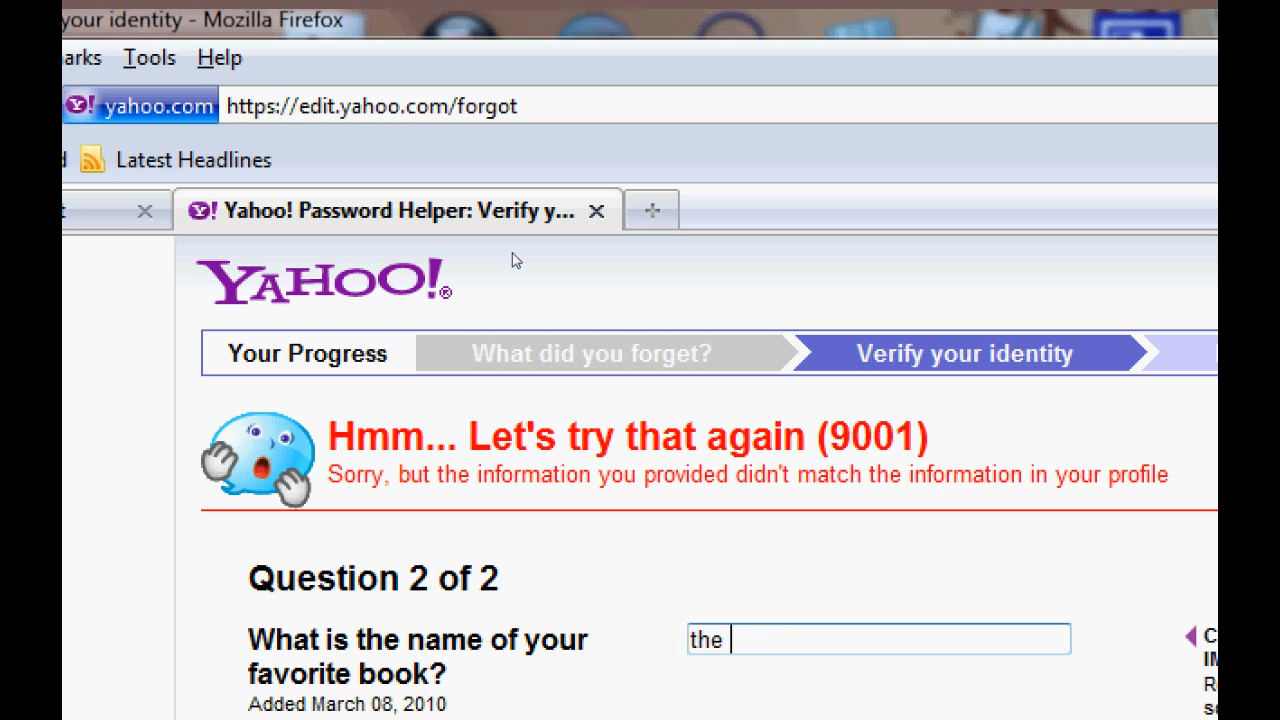 your identity - Mozilla Firefox
arks Tools Help
yahoo.com https://edit.yahoo.com/forgot
Latest Headlines
Yahoo! Password Helper: Verify y...
YAHOO!®
Your Progress What did you forget? Verify your identity
Hmm... Let's try that again (9001)
Sorry, but the information you provided didn't match the information in your profile
Question 2 of 2
What is the name of your the
favorite book?
Added March 08, 2010